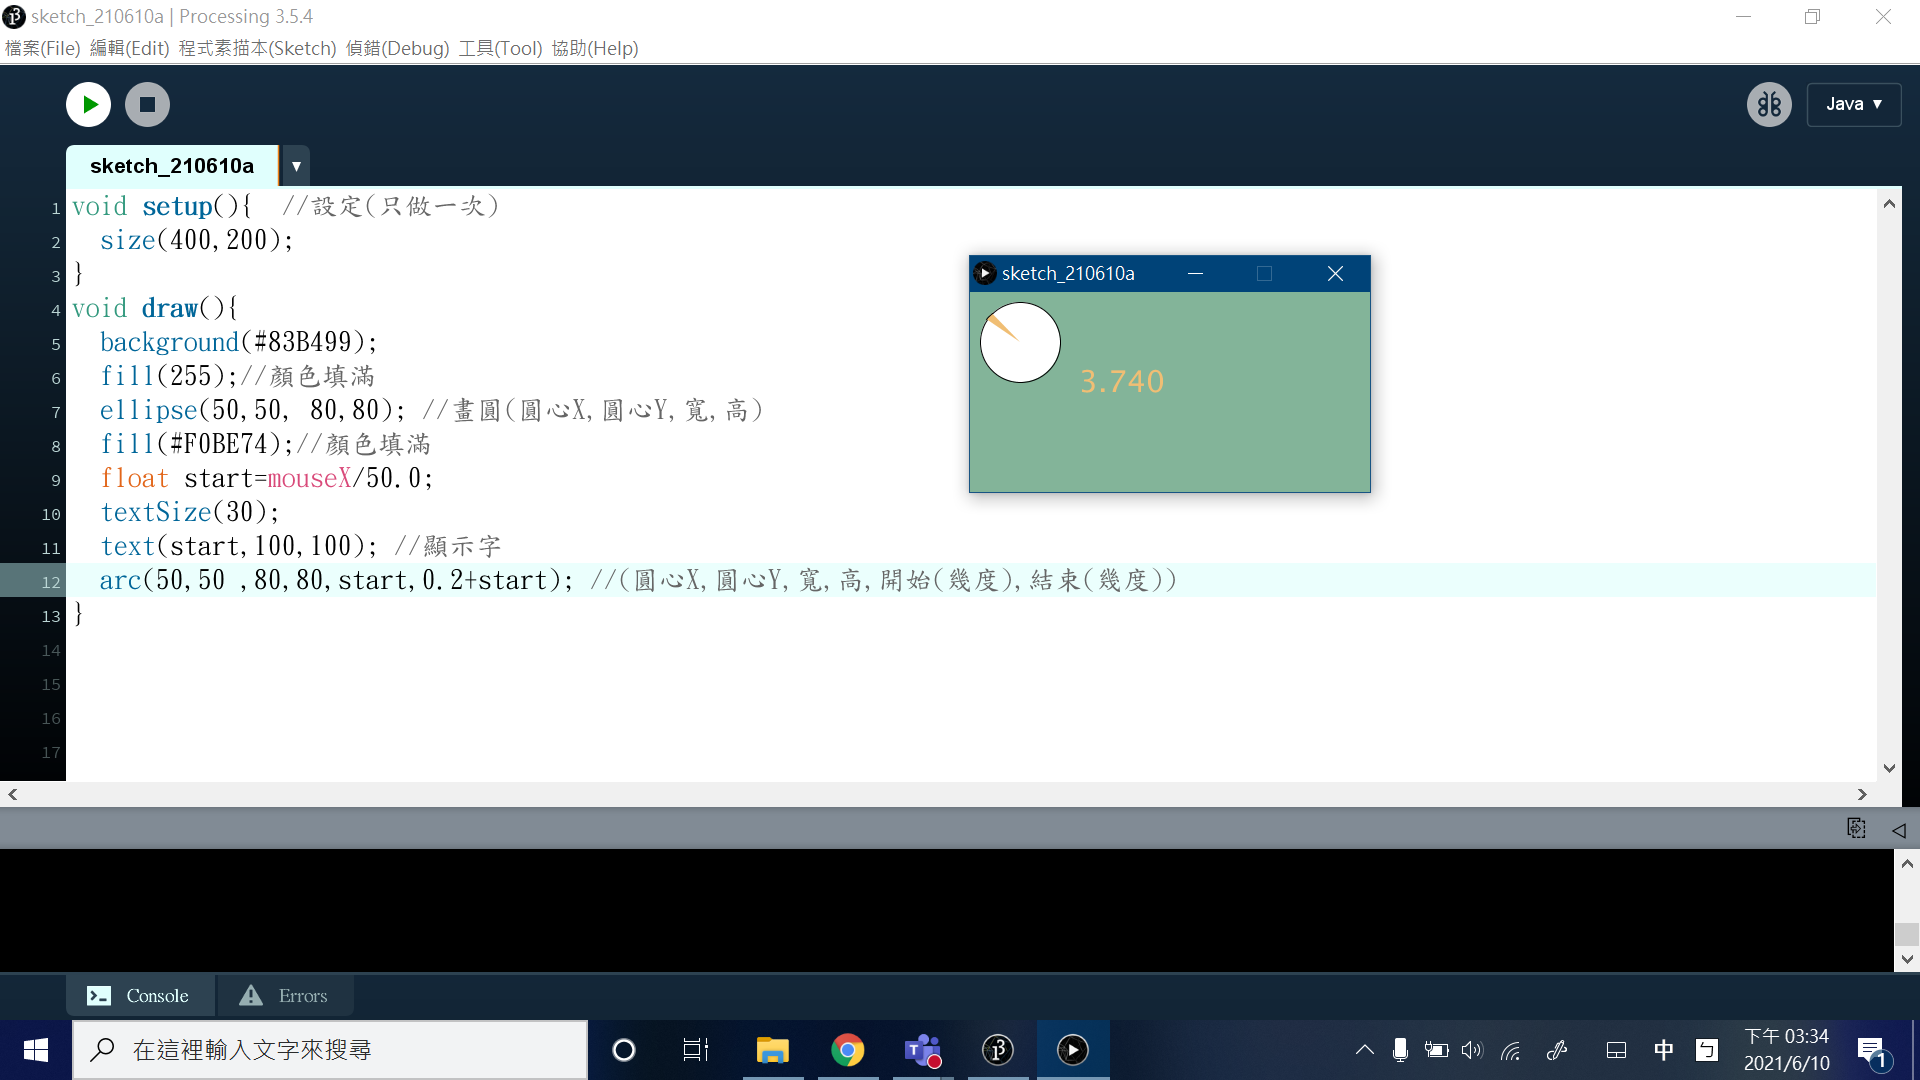 sketch_210610a | Processing 3.5.4
檔案(File) 編輯(Edit) 程式素描本(Sketch) 偵錯(Debug) 工具(Tool) 協助(Help)
Java ▼
sketch_210610a ▼
1 void setup(){  //設定(只做一次)
2   size(400,200);
3 }
4 void draw(){
5   background(#83B499);
6   fill(255);//顏色填滿
7   ellipse(50,50, 80,80); //畫圓(圓心X,圓心Y,寬,高)
8   fill(#F0BE74);//顏色填滿
9   float start=mouseX/50.0;
10   textSize(30);
11   text(start,100,100); //顯示字
12   arc(50,50 ,80,80,start,0.2+start); //(圓心X,圓心Y,寬,高,開始(幾度),結束(幾度))
13 }
14
15
16
17
sketch_210610a
3.740
Console
Errors
在這裡輸入文字來搜尋
中
ㄅ
下午 03:34
2021/6/10
1